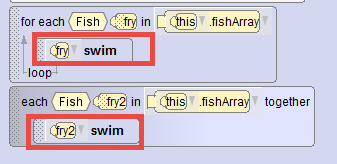 for each Fish fry in this .fishArray
fry swim
loop
each Fish fry2 in this .fishArray together
fry2 swim